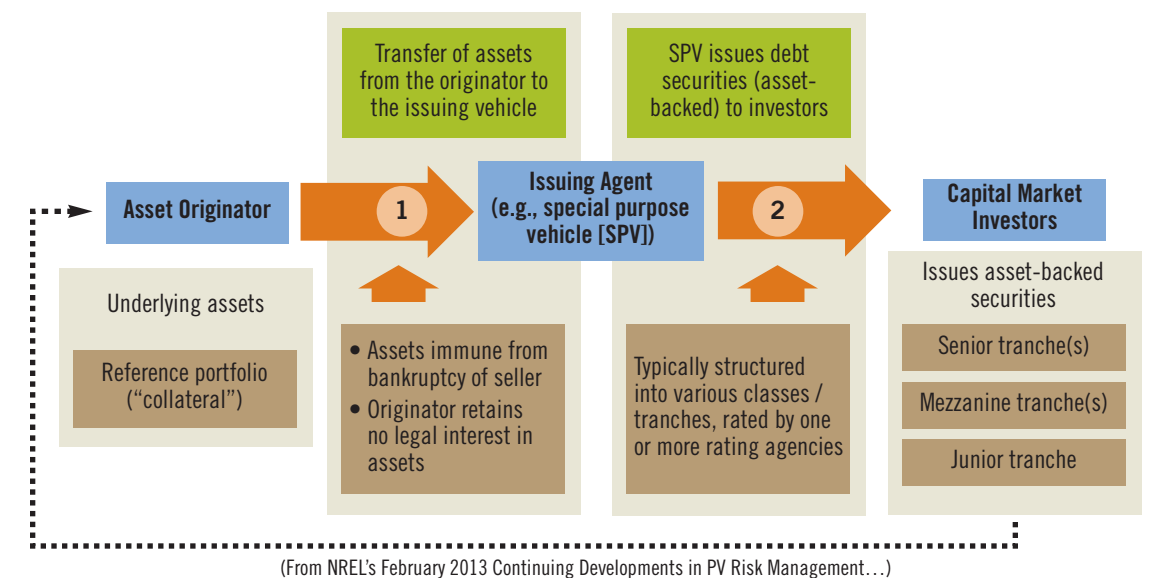 Transfer of assets
from the originator to
the issuing vehicle
SPV issues debt
securities (asset-
backed) to investors
Asset Originator
1
Issuing Agent
(e.g., special purpose
vehicle [SPV])
2
Capital Market
Investors
Underlying assets
Reference portfolio
(“collateral”)
• Assets immune from
bankruptcy of seller
• Originator retains
no legal interest in
assets
Typically structured
into various classes /
tranches, rated by one
or more rating agencies
Issues asset-backed
securities
Senior tranche(s)
Mezzanine tranche(s)
Junior tranche
(From NREL’s February 2013 Continuing Developments in PV Risk Management…)